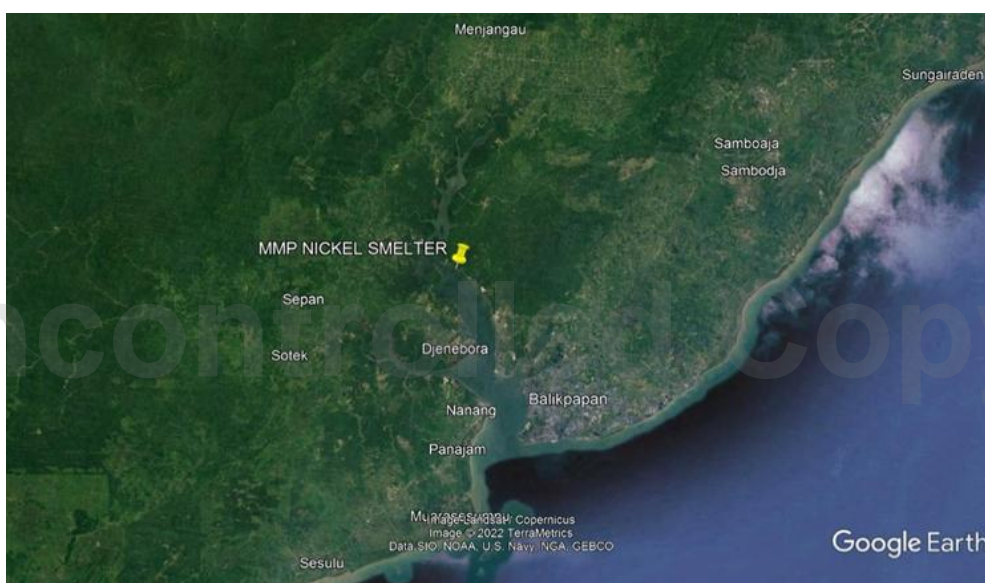 Menjangau
Sungairaden
Samboaja
Sambodja
MMP NICKEL SMELTER
Sepan
Djenebora
Sotek
Balikpapan
Nanang
Panajam
Image Landsat / Copernicus
Image © 2022 TerraMetrics
Data SIO, NOAA, U.S. Navy, NGA, GEBCO
Google Earth
Sesulu